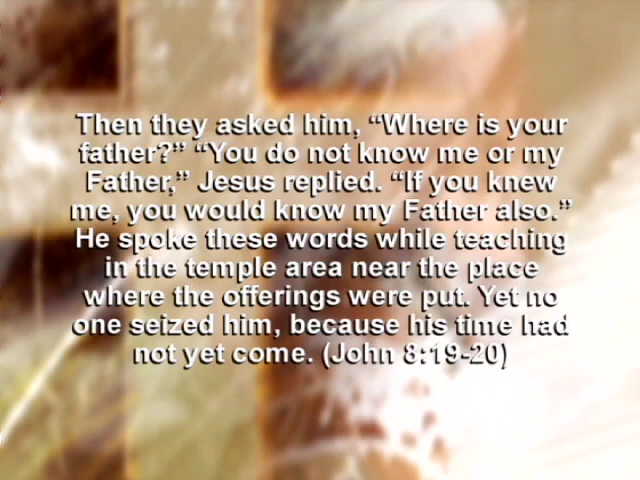 Then they asked him, “Where is your
father?” “You do not know me or my
Father,” Jesus replied. “If you knew
me, you would know my Father also.”
He spoke these words while teaching
in the temple area near the place
where the offerings were put. Yet no
one seized him, because his time had
not yet come. (John 8:19-20)